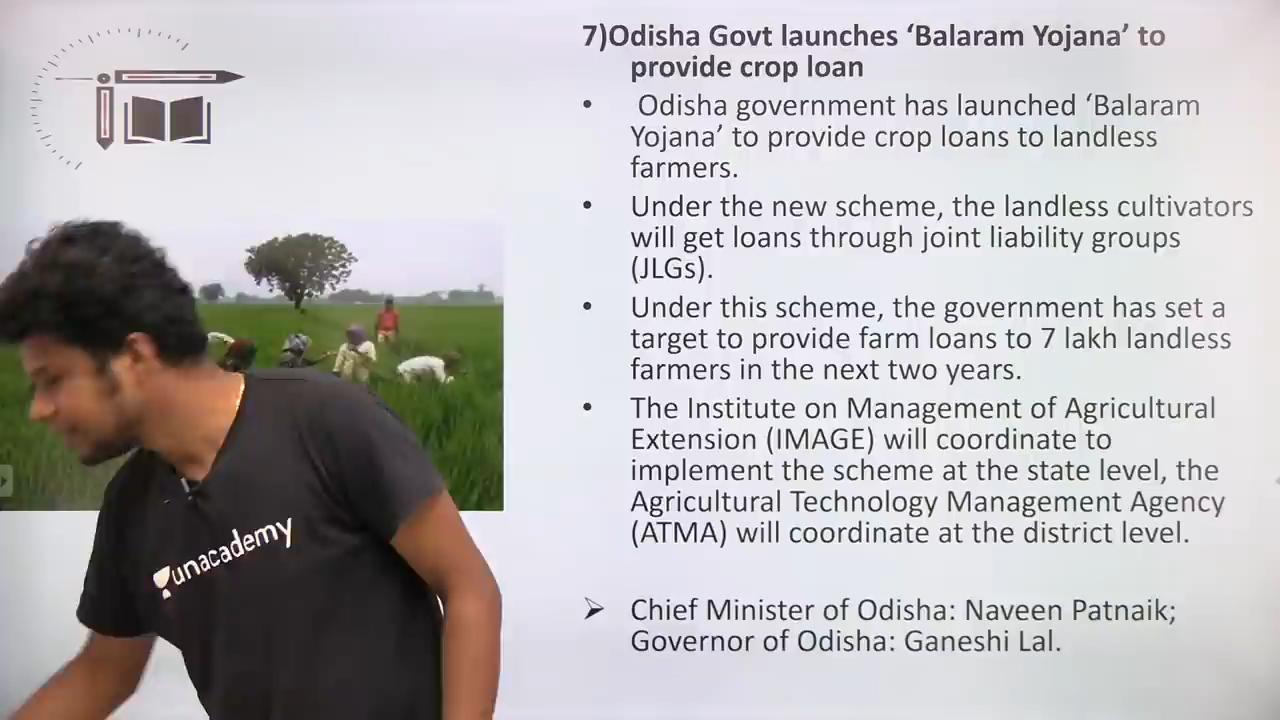 7)Odisha Govt launches ‘Balaram Yojana’ to
provide crop loan
• Odisha government has launched ‘Balaram
Yojana’ to provide crop loans to landless
farmers.
• Under the new scheme, the landless cultivators
will get loans through joint liability groups
(JLGs).
• Under this scheme, the government has set a
target to provide farm loans to 7 lakh landless
farmers in the next two years.
• The Institute on Management of Agricultural
Extension (IMAGE) will coordinate to
implement the scheme at the state level, the
Agricultural Technology Management Agency
(ATMA) will coordinate at the district level.
➢ Chief Minister of Odisha: Naveen Patnaik;
Governor of Odisha: Ganeshi Lal.
unacademy